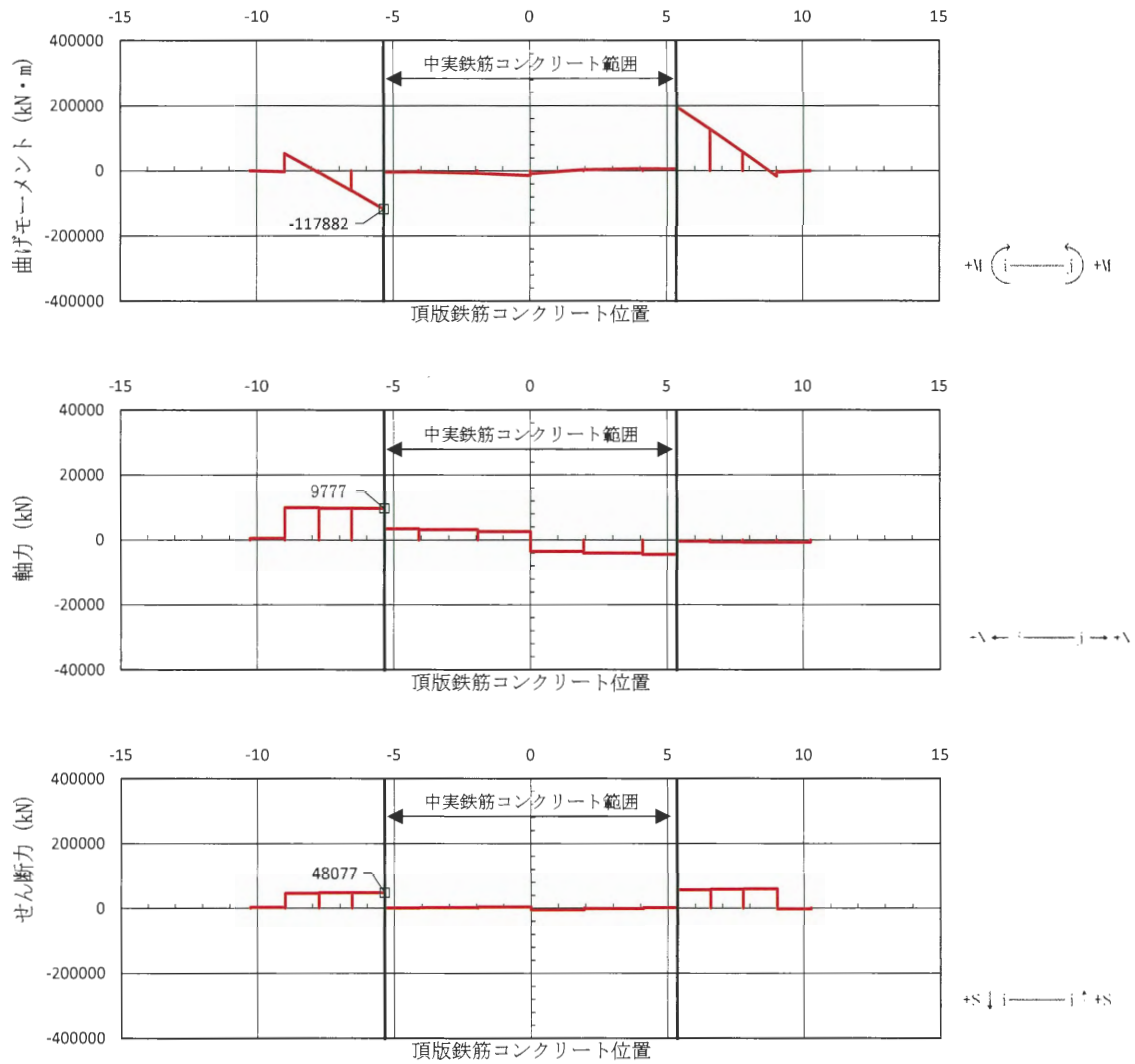 -15 -10 -5 0 5 10 15
400000
中実鉄筋コンクリート範囲
200000
0
-117882
-200000
-400000
曲げモーメント (kN・m)
頂版鉄筋コンクリート位置
+M i j +M
-15 -10 -5 0 5 10 15
40000
中実鉄筋コンクリート範囲
20000
9777
0
-20000
-40000
軸力 (kN)
頂版鉄筋コンクリート位置
j
-15 -10 -5 0 5 10 15
400000
中実鉄筋コンクリート範囲
200000
48077
0
-200000
-400000
せん断力 (kN)
頂版鉄筋コンクリート位置
+S i +S